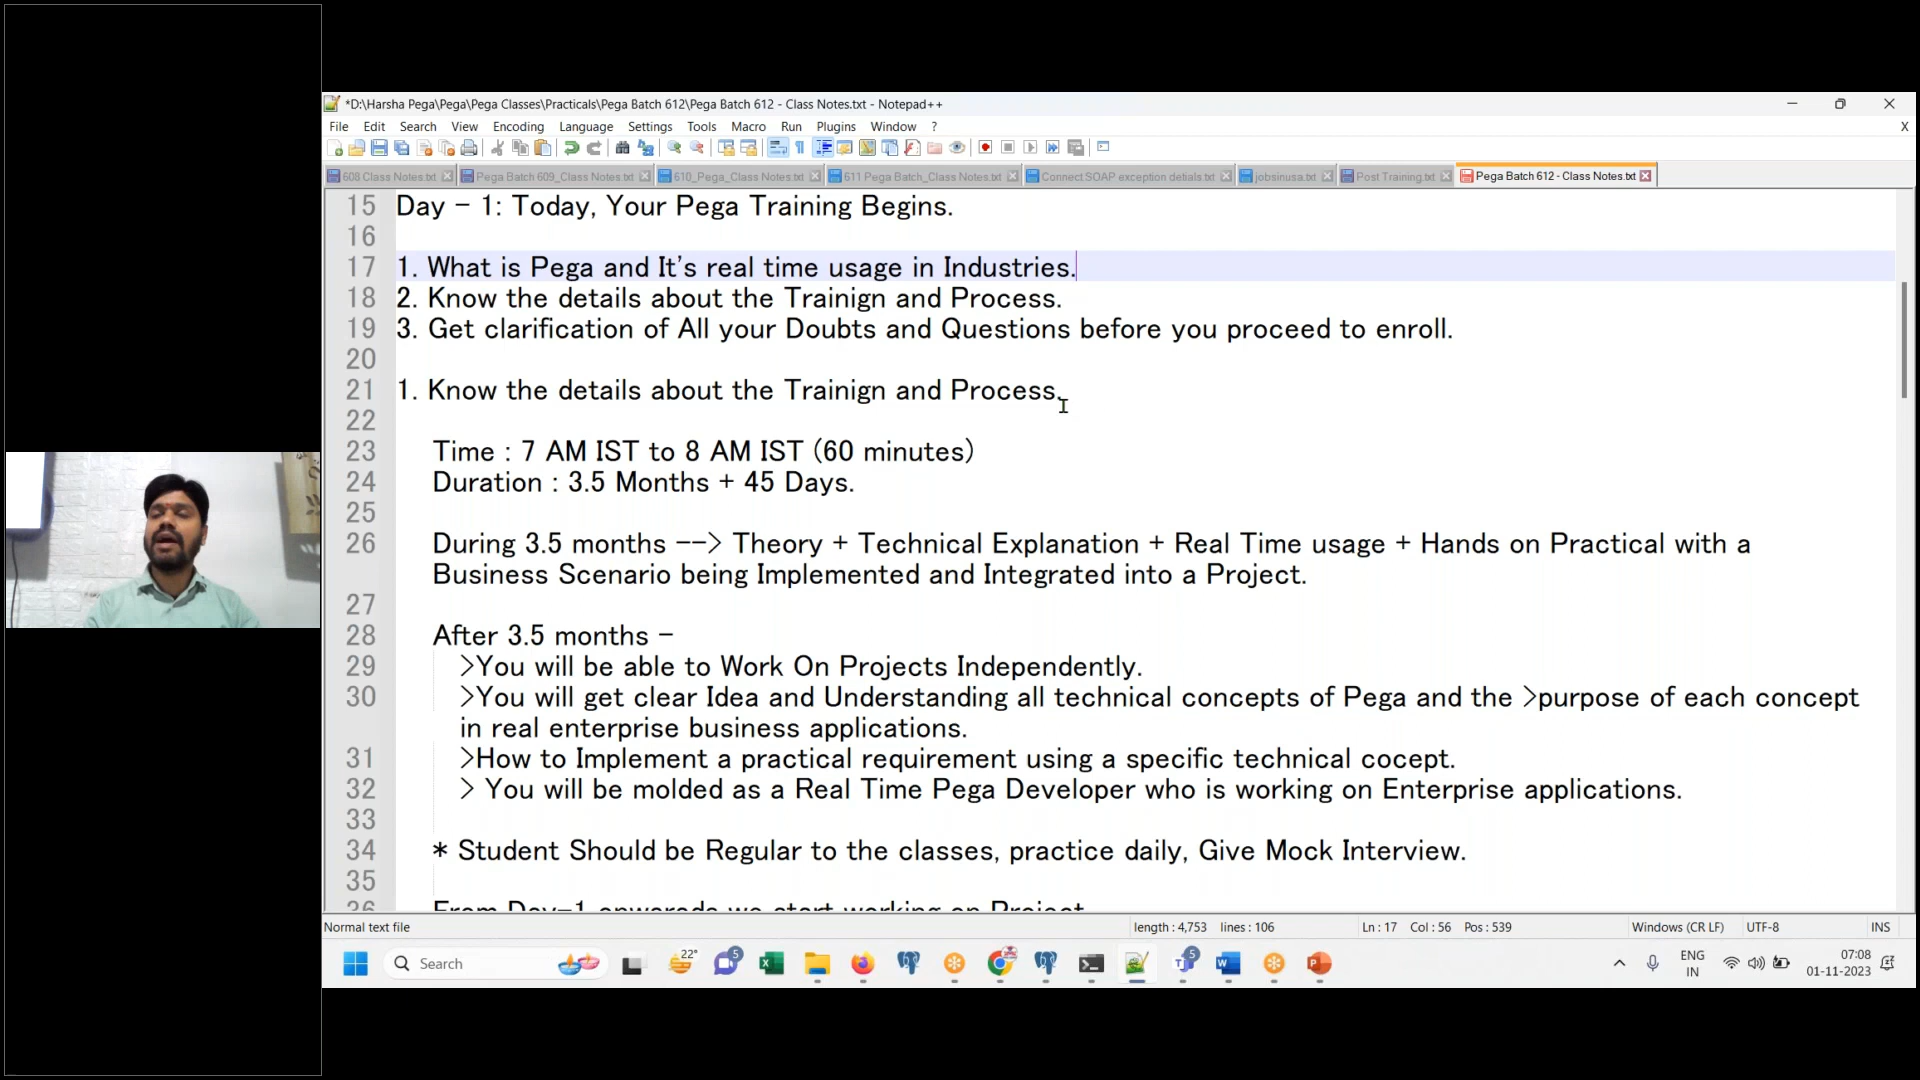 *D:\Harsha Pega\Pega\Pega Classes\Practicals\Pega Batch 612\Pega Batch 612 - Class Notes.txt - Notepad++
File Edit Search View Encoding Language Settings Tools Macro Run Plugins Window ? X
608 Class Notes.txt Pega Batch 609_Class Notes.txt 610_Pega_Class Notes.txt 611 Pega Batch_Class Notes.txt Connect SOAP exception detials.txt jobsinusa.txt Post Training.txt Pega Batch 612 - Class Notes.txt
15 Day - 1: Today, Your Pega Training Begins.
16
17 1. What is Pega and It's real time usage in Industries.
18 2. Know the details about the Trainign and Process.
19 3. Get clarification of All your Doubts and Questions before you proceed to enroll.
20
21 1. Know the details about the Trainign and Process.
22
23 Time : 7 AM IST to 8 AM IST (60 minutes)
24 Duration : 3.5 Months + 45 Days.
25
26 During 3.5 months --> Theory + Technical Explanation + Real Time usage + Hands on Practical with a
Business Scenario being Implemented and Integrated into a Project.
27
28 After 3.5 months -
29 >You will be able to Work On Projects Independently.
30 >You will get clear Idea and Understanding all technical concepts of Pega and the >purpose of each concept
in real enterprise business applications.
31 >How to Implement a practical requirement using a specific technical cocept.
32 > You will be molded as a Real Time Pega Developer who is working on Enterprise applications.
33
34 * Student Should be Regular to the classes, practice daily, Give Mock Interview.
35
36 From Day-1 onwarads we start working on Project
Normal text file length : 4,753 lines : 106 Ln : 17 Col : 56 Pos : 539 Windows (CR LF) UTF-8 INS
Search 22° 5 5 ENG IN 07:08 01-11-2023